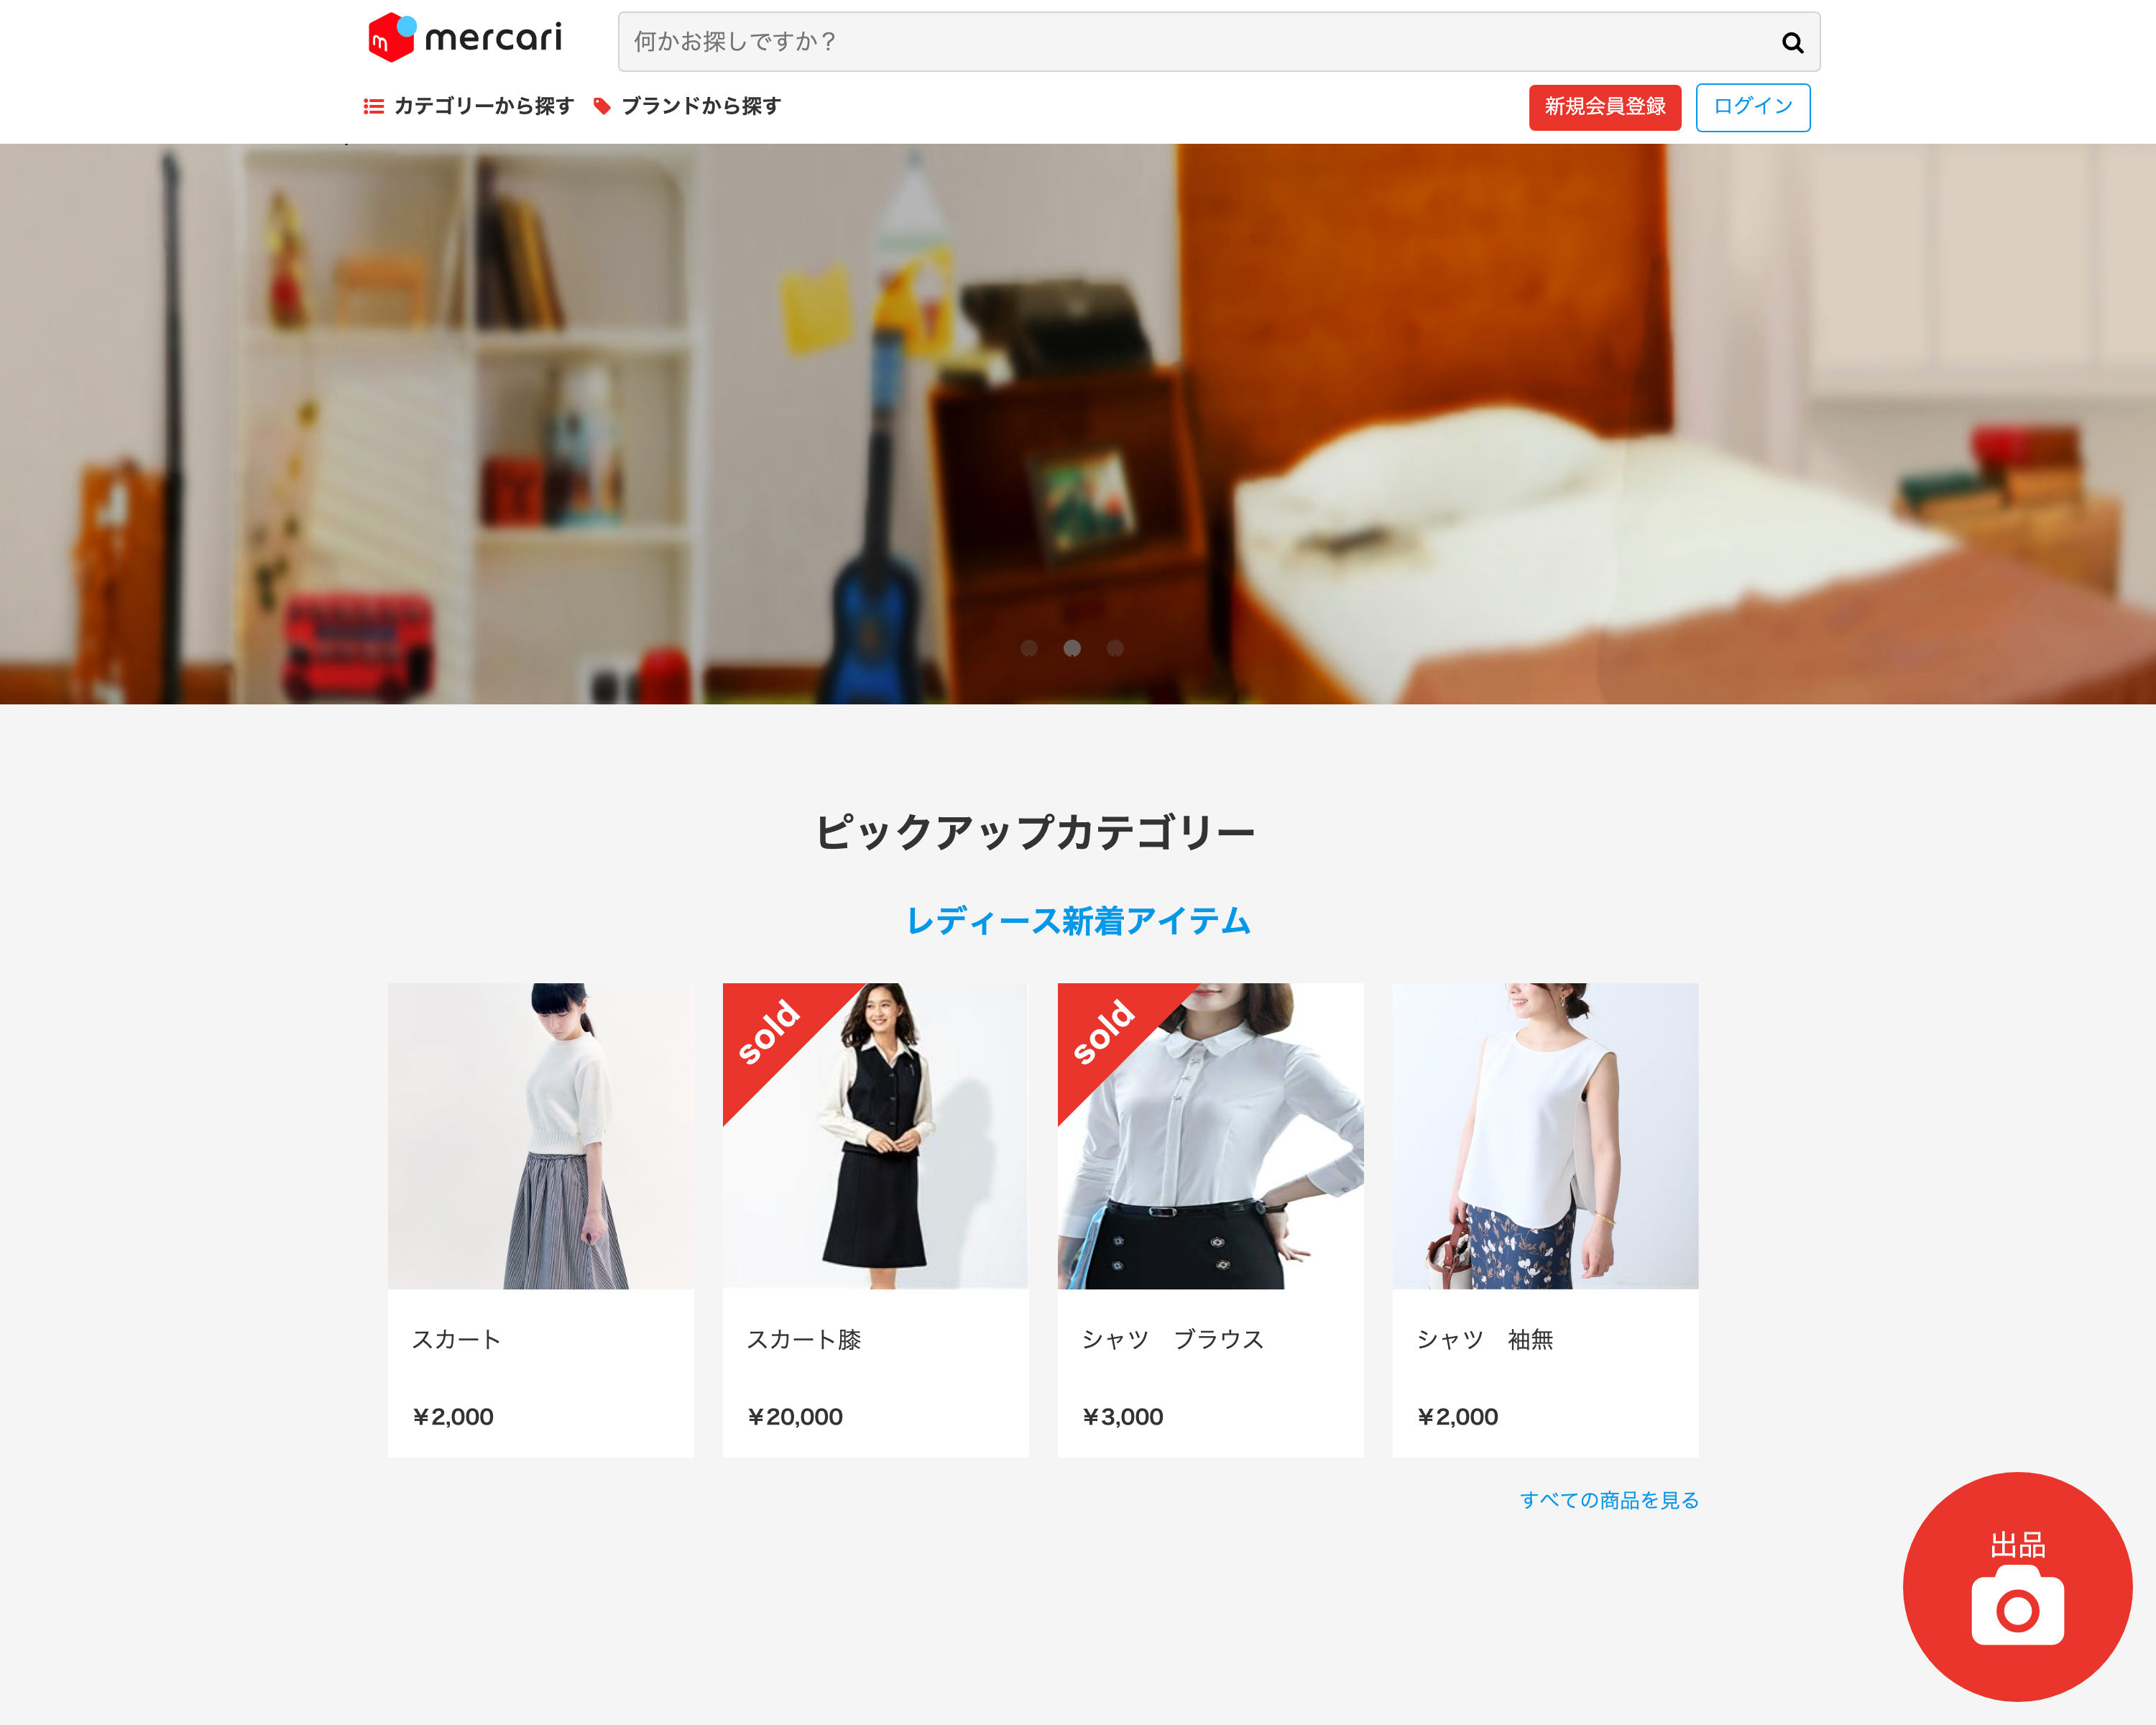 mercari
何かお探しですか？
カテゴリーから探す ブランドから探す
新規会員登録 ログイン
ピックアップカテゴリー
レディース新着アイテム
sold
sold
スカート
¥2,000
スカート膝
¥20,000
シャツ　ブラウス
¥3,000
シャツ　袖無
¥2,000
すべての商品を見る
出品